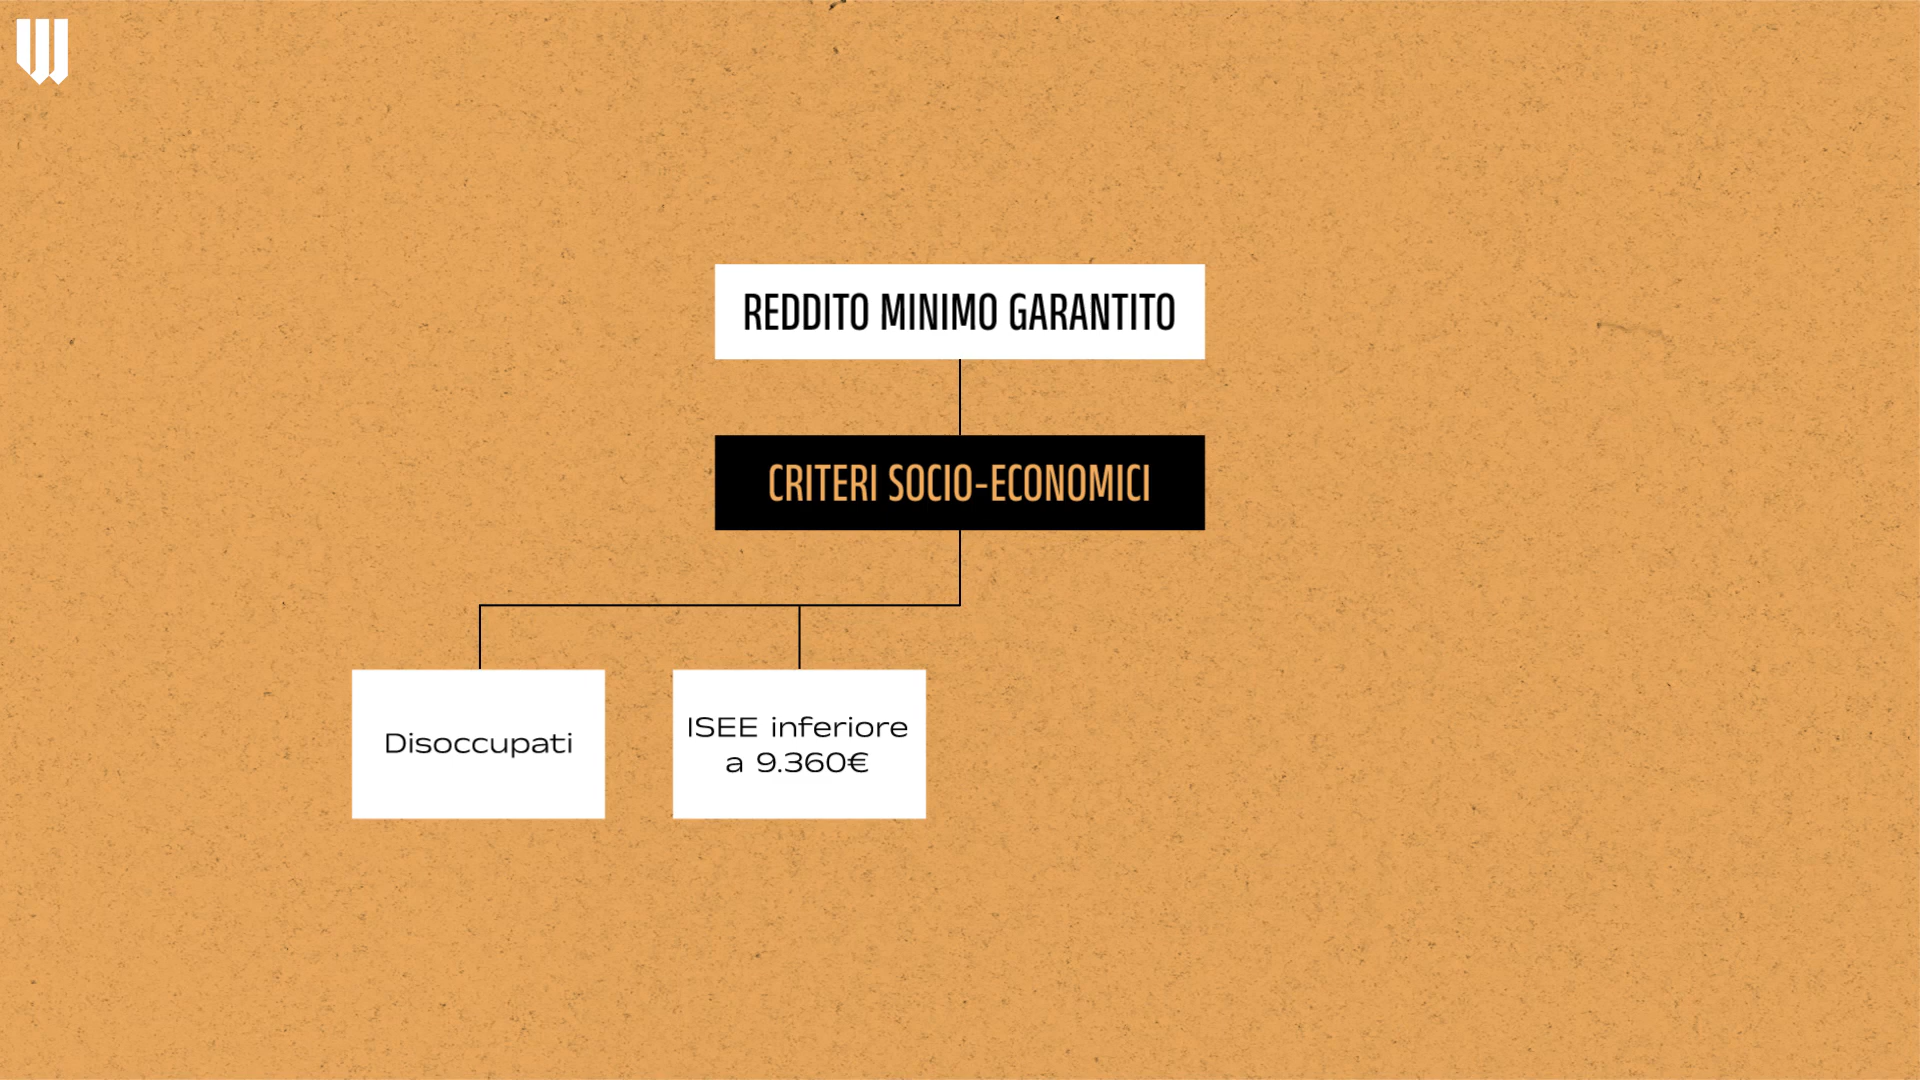 REDDITO MINIMO GARANTITO
CRITERI SOCIO-ECONOMICI
Disoccupati
ISEE inferiore
a 9.360€